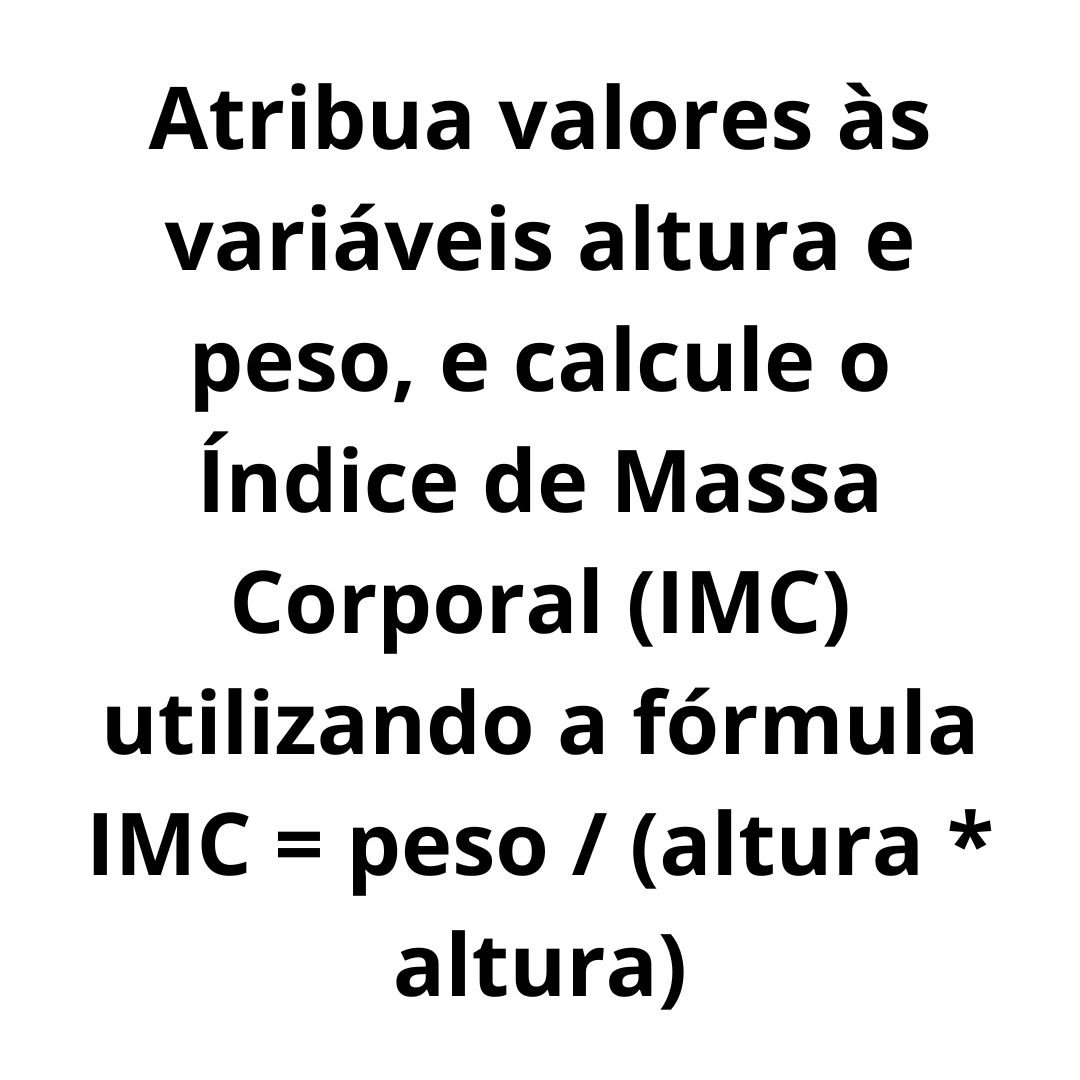 Atribua valores às
variáveis altura e
peso, e calcule o
Índice de Massa
Corporal (IMC)
utilizando a fórmula
IMC = peso / (altura *
altura)